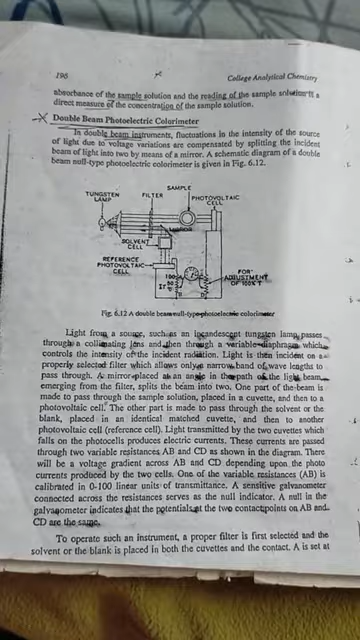 196
College Analytical Chemistry
absorbance of the sample solution and the reading of the sample solution is a
direct measure of the concentration of the sample solution.
Double Beam Photoelectric Colorimeter
In double beam instruments, fluctuations in the intensity of the source
of light due to voltage variations are compensated by splitting the incident
beam of light into two by means of a mirror. A schematic diagram of a double
beam null-type photoelectric colorimeter is given in Fig. 6.12.
SAMPLE
TUNGSTEN LAMP
FILTER
PHOTOVOLTAIC CELL
MIRROR
SOLVENT CELL
REFERENCE PHOTOVOLTAIC CELL
100
50
FOR ADJUSTMENT OF 100% T
Fig. 6.12 A double beam null-type photoelectric colorimeter
Light from a source, such as an incandescent tungsten lamp, passes
through a collimating lens and then through a variable diaphragm which
controls the intensity of the incident radiation. Light is then incident on a
properly selected filter which allows only a narrow band of wave lengths to
pass through. A mirror placed at an angle in the path of the light beam
emerging from the filter, splits the beam into two. One part of the beam is
made to pass through the sample solution, placed in a cuvette, and then to a
photovoltaic cell. The other part is made to pass through the solvent or the
blank, placed in an identical matched cuvette, and then to another
photovoltaic cell (reference cell). Light transmitted by the two cuvettes which
falls on the photocells produces electric currents. These currents are passed
through two variable resistances AB and CD as shown in the diagram. There
will be a voltage gradient across AB and CD depending upon the photo
currents produced by the two cells. One of the variable resistances (AB) is
calibrated in 0-100 linear units of transmittance. A sensitive galvanometer
connected across the resistances serves as the null indicator. A null in the
galvanometer indicates that the potentials at the two contact points on AB and
CD are the same.
To operate such an instrument, a proper filter is first selected and the
solvent or the blank is placed in both the cuvettes and the contact. A is set at